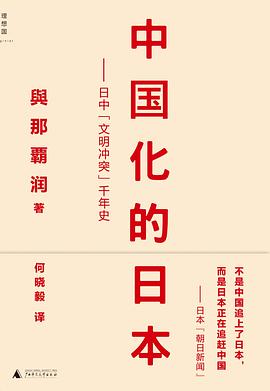 理想国
中国化的日本
——日中「文明冲突」千年史
與那霸润 著
何晓毅 译
不是中国追上了日本，
而是日本正在追赶中国
——日本「朝日新闻」
广西师范大学出版社